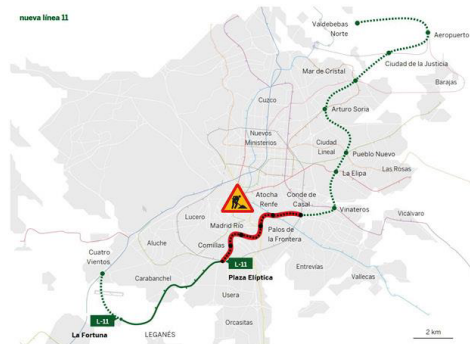 nueva línea 11
Valdebebas
Norte
Aeropuerto
Ciudad de la Justicia
Mar de Cristal
Barajas
Cuzco
Arturo Soria
Nuevos
Ministerios
Ciudad
Lineal
Pueblo Nuevo
La Elipa
Las Rosas
Atocha
Renfe
Conde de
Casal
Vinateros
Vicálvaro
Lucero
Madrid Río
Palos de
la Frontera
Aluche
Comillas
Cuatro
Vientos
L-11
Plaza Elíptica
Entrevías
Vallecas
Carabanchel
Usera
L-11
La Fortuna
LEGANÉS
Orcasitas
2 km